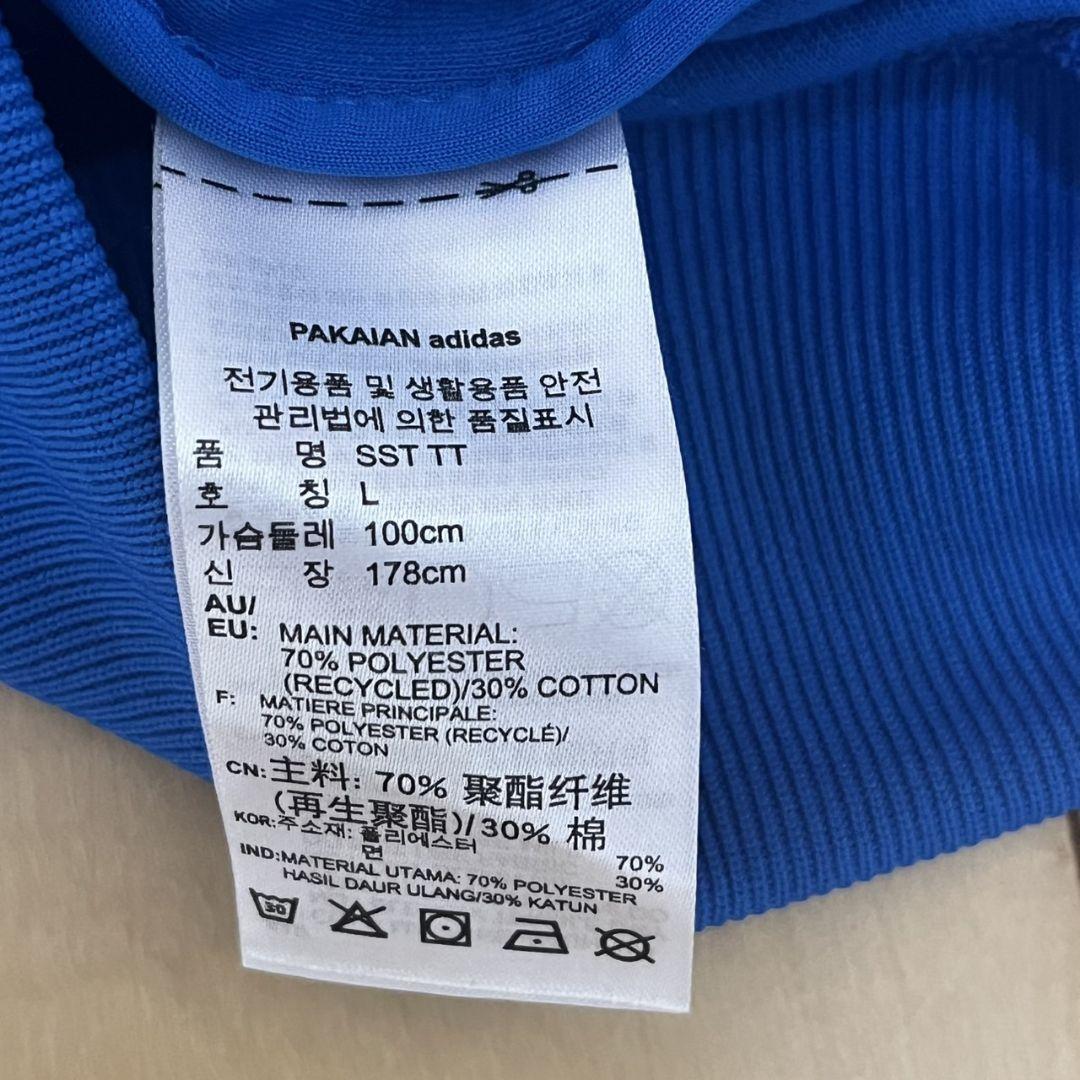 PAKAIAN adidas
전기용품 및 생활용품 안전
관리법에 의한 품질표시
품 명 SST TT
호 칭 L
가슴둘레 100cm
신 장 178cm
AU/
EU: MAIN MATERIAL:
70% POLYESTER
(RECYCLED)/30% COTTON
F: MATIERE PRINCIPALE:
70% POLYESTER (RECYCLÉ)/
30% COTON
CN: 主料: 70% 聚酯纤维
(再生聚酯)/30% 棉
KOR: 주소재: 폴리에스터 70%
면 30%
IND: MATERIAL UTAMA: 70% POLYESTER
HASIL DAUR ULANG/30% KATUN
30